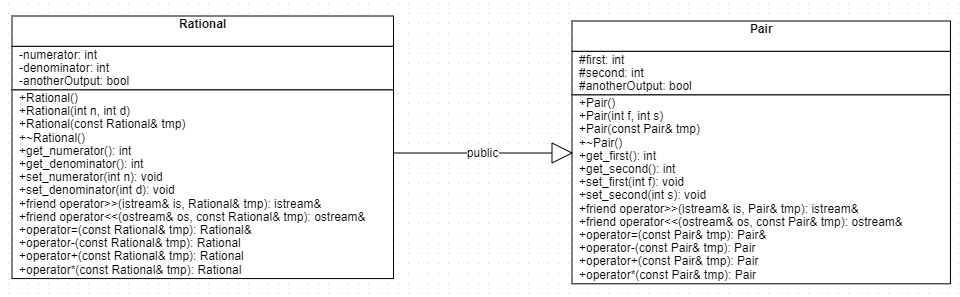 Rational
-numerator: int
-denominator: int
-anotherOutput: bool
+Rational()
+Rational(int n, int d)
+Rational(const Rational& tmp)
+~Rational()
+get_numerator(): int
+get_denominator(): int
+set_numerator(int n): void
+set_denominator(int d): void
+friend operator>>(istream& is, Rational& tmp): istream&
+friend operator<<(ostream& os, const Rational& tmp): ostream&
+operator=(const Rational& tmp): Rational&
+operator-(const Rational& tmp): Rational
+operator+(const Rational& tmp): Rational
+operator*(const Rational& tmp): Rational
public
Pair
#first: int
#second: int
#anotherOutput: bool
+Pair()
+Pair(int f, int s)
+Pair(const Pair& tmp)
+~Pair()
+get_first(): int
+get_second(): int
+set_first(int f): void
+set_second(int s): void
+friend operator>>(istream& is, Pair& tmp): istream&
+friend operator<<(ostream& os, const Pair& tmp): ostream&
+operator=(const Pair& tmp): Pair&
+operator-(const Pair& tmp): Pair
+operator+(const Pair& tmp): Pair
+operator*(const Pair& tmp): Pair